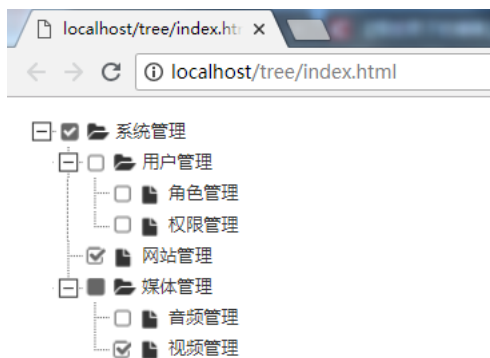 localhost/tree/index.ht
localhost/tree/index.html
系统管理
用户管理
角色管理
权限管理
网站管理
媒体管理
音频管理
视频管理